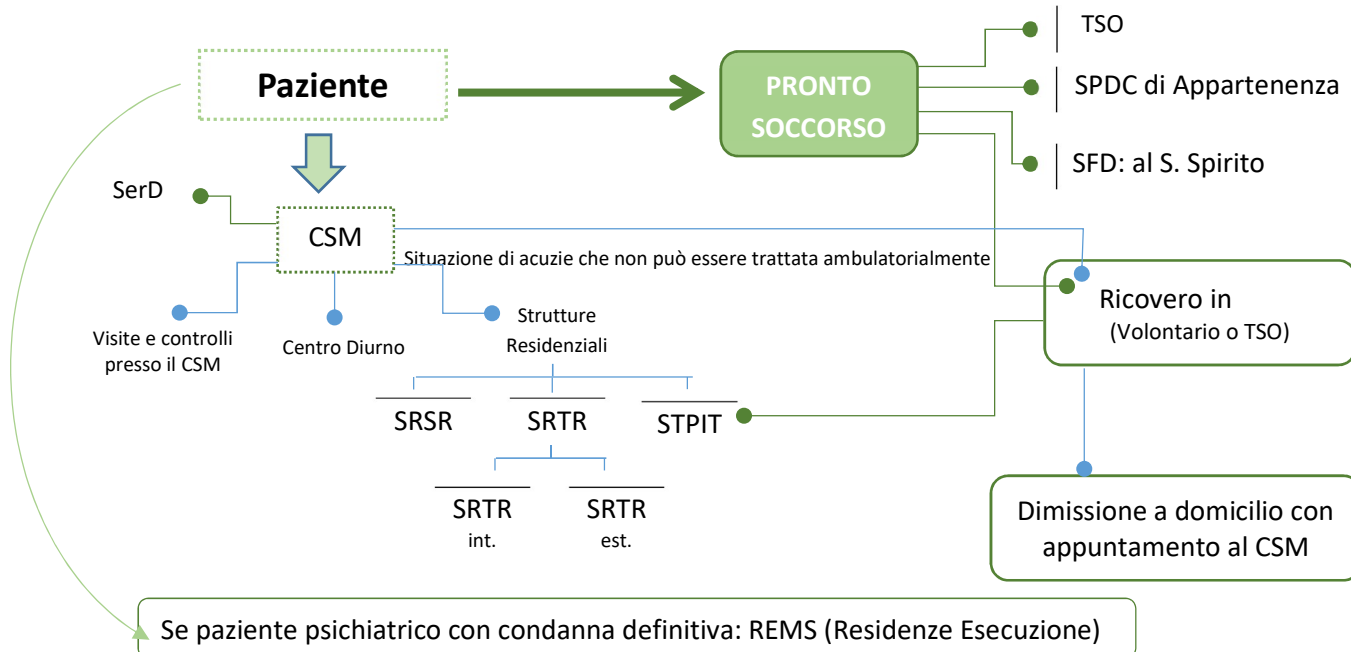 TSO
Paziente
PRONTO
SOCCORSO
SPDC di Appartenenza
SFD: al S. Spirito
SerD
CSM
Situazione di acuzie che non può essere trattata ambulatorialmente
Ricovero in
(Volontario o TSO)
Visite e controlli
presso il CSM
Centro Diurno
Strutture
Residenziali
SRSR
SRTR
STPIT
SRTR
int.
SRTR
est.
Dimissione a domicilio con
appuntamento al CSM
Se paziente psichiatrico con condanna definitiva: REMS (Residenze Esecuzione)